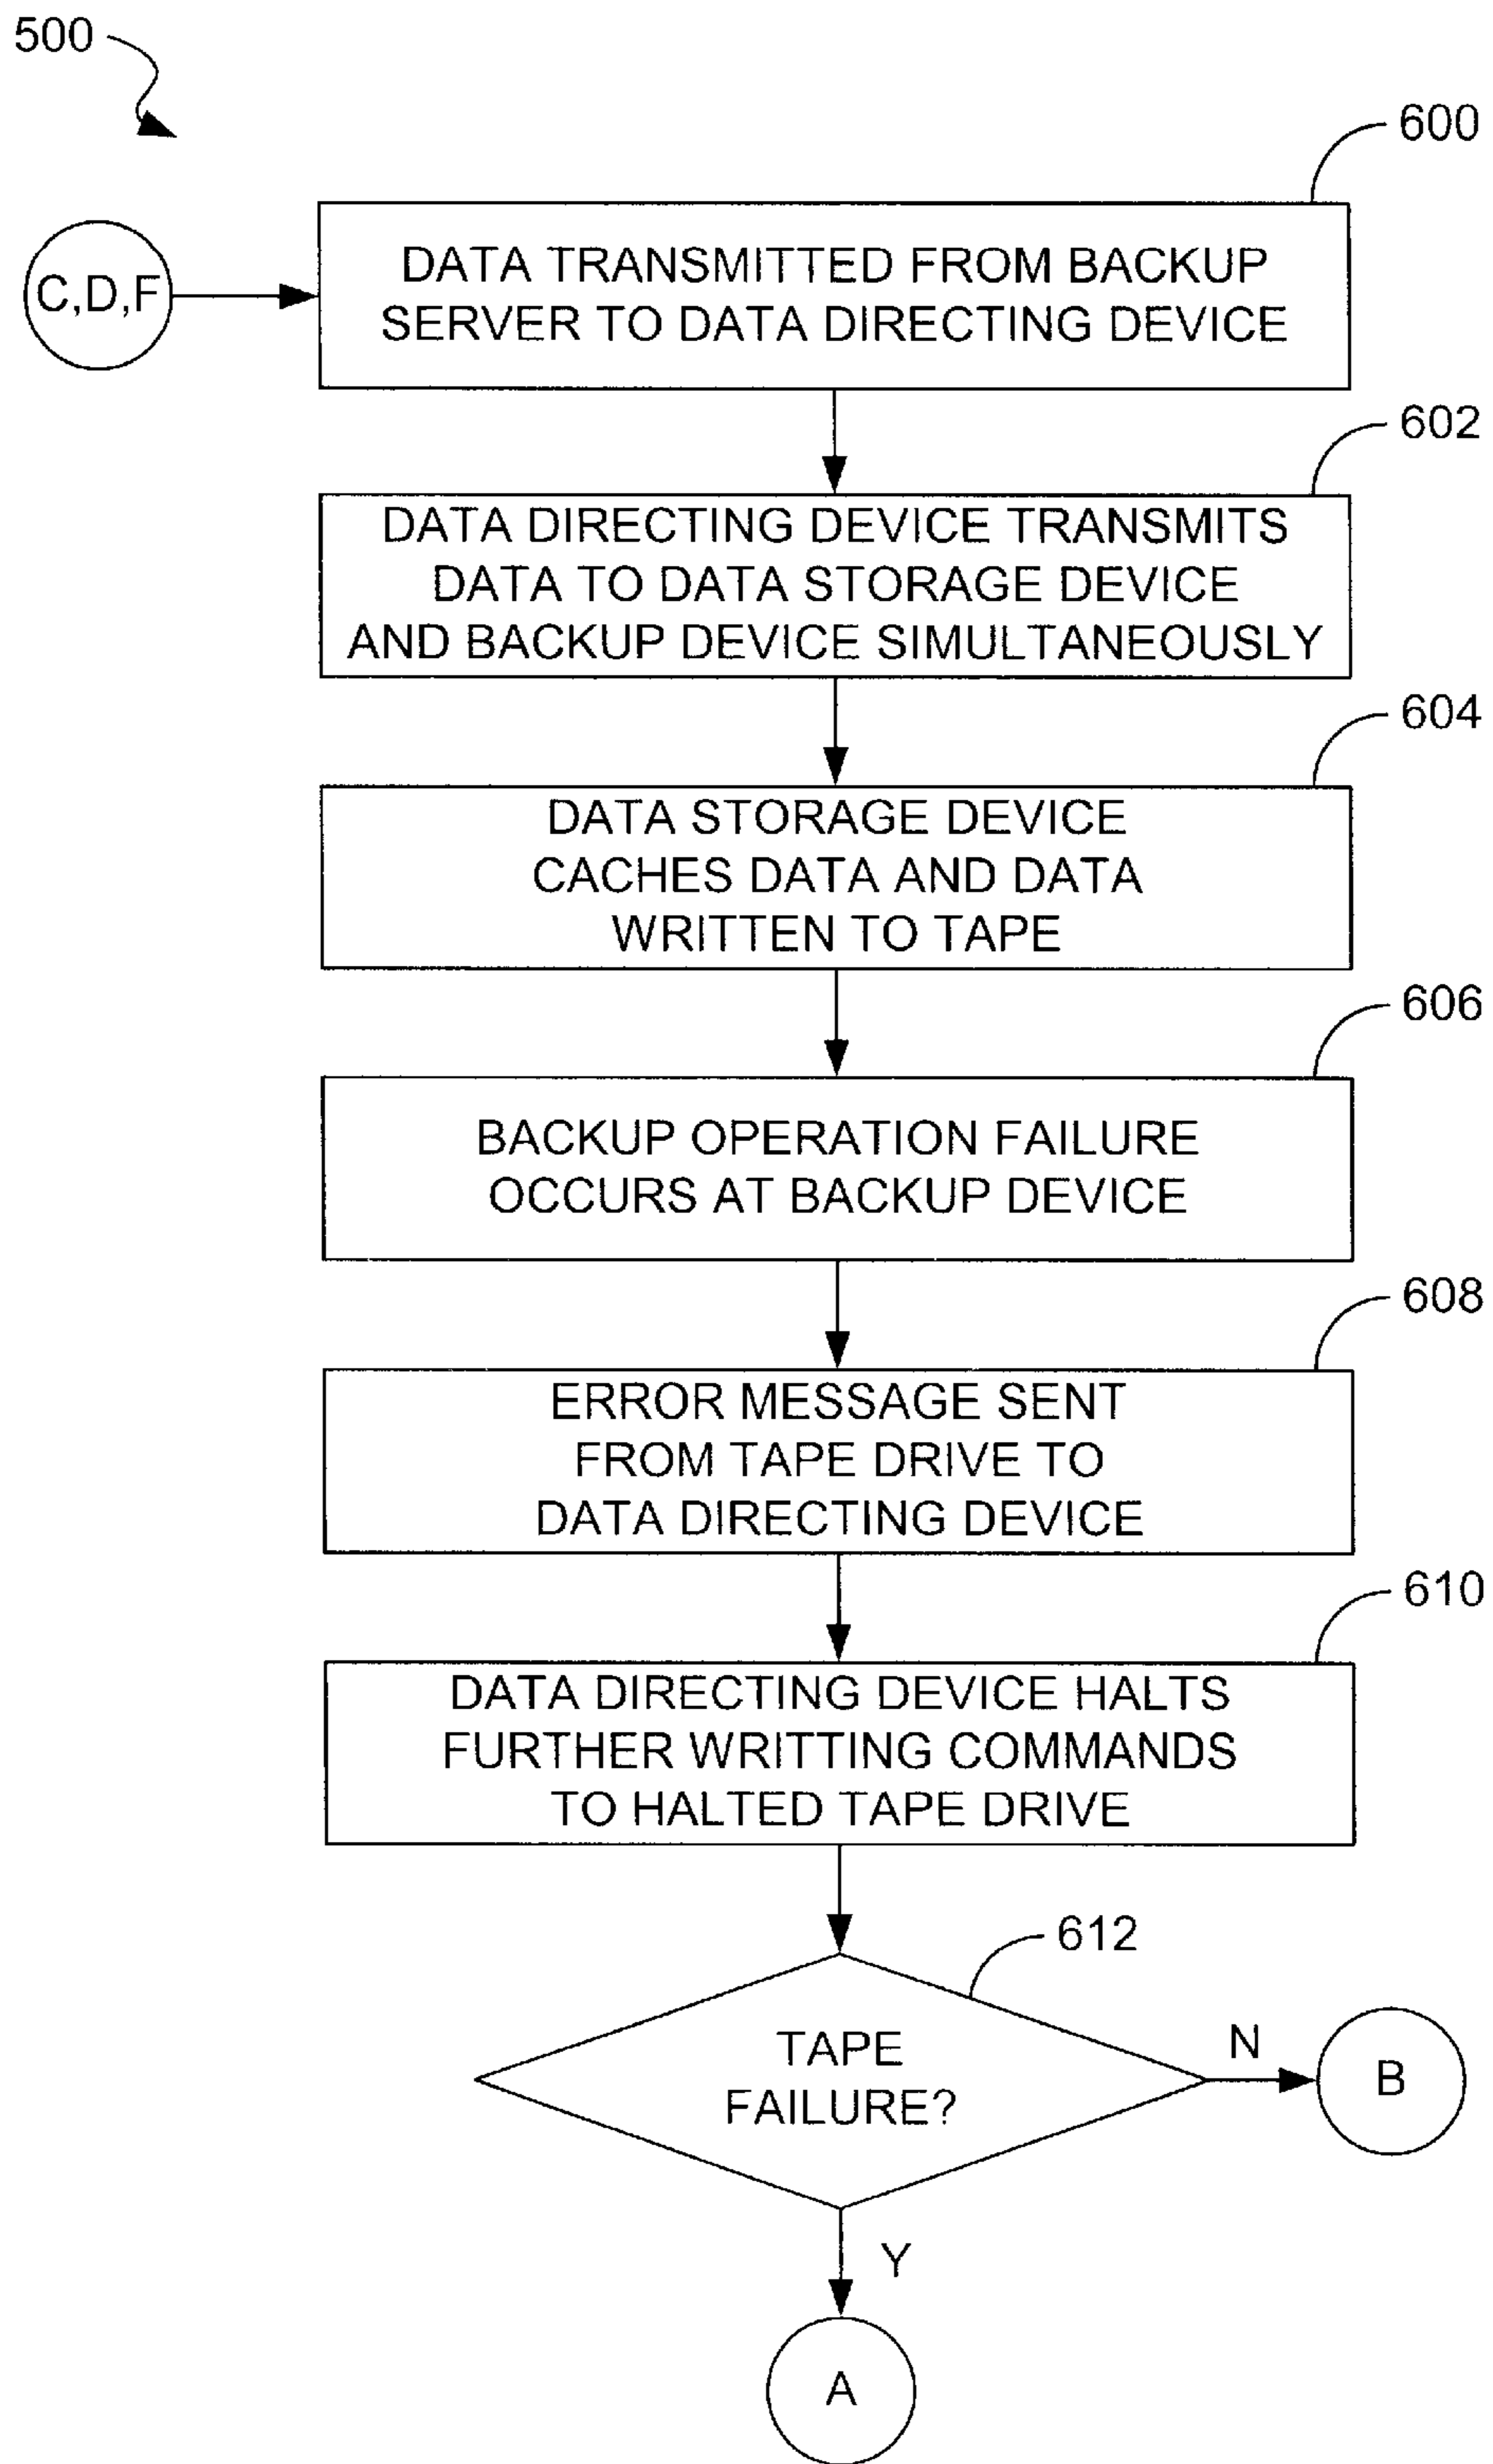 500
600
C,D,F
DATA TRANSMITTED FROM BACKUP
SERVER TO DATA DIRECTING DEVICE
602
DATA DIRECTING DEVICE TRANSMITS
DATA TO DATA STORAGE DEVICE
AND BACKUP DEVICE SIMULTANEOUSLY
604
DATA STORAGE DEVICE
CACHES DATA AND DATA
WRITTEN TO TAPE
606
BACKUP OPERATION FAILURE
OCCURS AT BACKUP DEVICE
608
ERROR MESSAGE SENT
FROM TAPE DRIVE TO
DATA DIRECTING DEVICE
610
DATA DIRECTING DEVICE HALTS
FURTHER WRITTING COMMANDS
TO HALTED TAPE DRIVE
612
TAPE
FAILURE?
N
B
Y
A